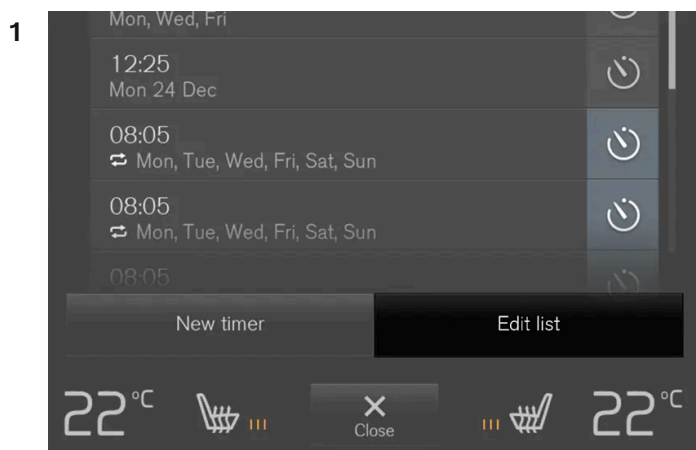 1
Mon, Wed, Fri
12:25
Mon 24 Dec
08:05
Mon, Tue, Wed, Fri, Sat, Sun
08:05
Mon, Tue, Wed, Fri, Sat, Sun
08:05
New timer Edit list
22°C Close 22°C